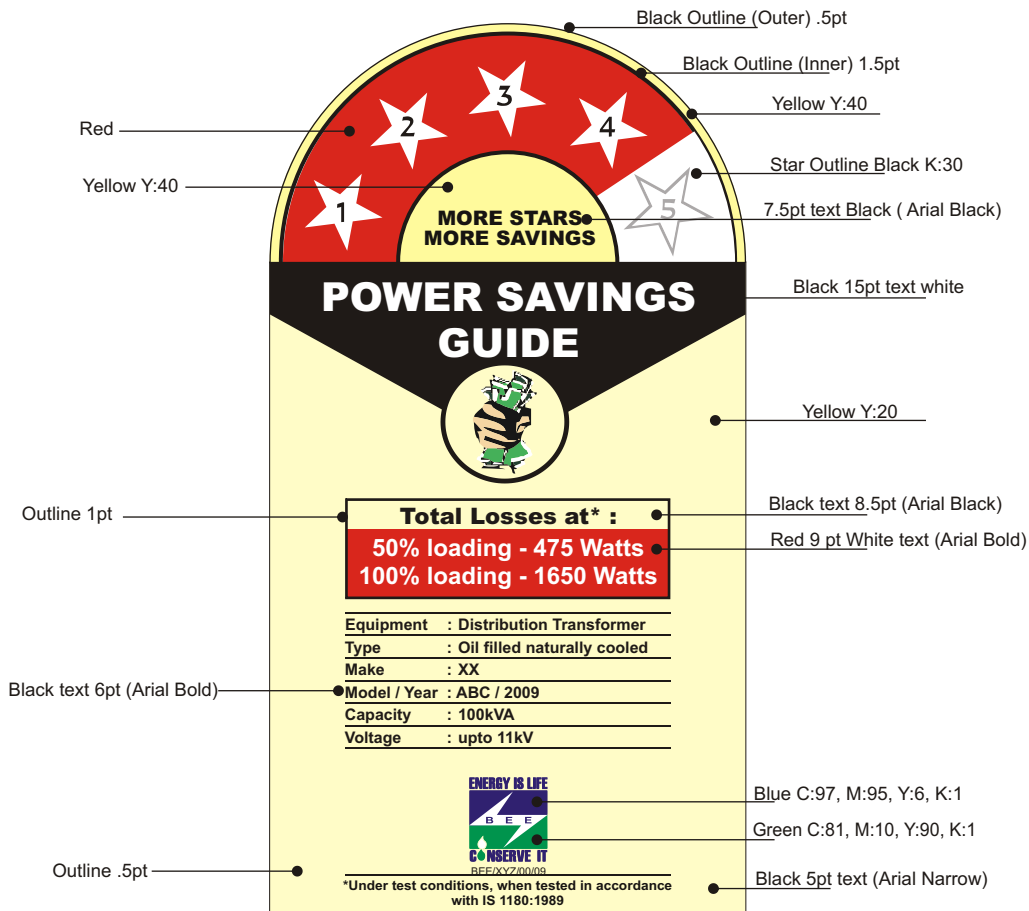 Black Outline (Outer) .5pt
Black Outline (Inner) 1.5pt
Yellow Y:40
Red
Star Outline Black K:30
Yellow Y:40
7.5pt text Black ( Arial Black)
1
2
3
4
5
MORE STARS
MORE SAVINGS
Black 15pt text white
POWER SAVINGS
GUIDE
Yellow Y:20
Outline 1pt
Total Losses at* :
Black text 8.5pt (Arial Black)
50% loading - 475 Watts
100% loading - 1650 Watts
Red 9 pt White text (Arial Bold)
Equipment : Distribution Transformer
Type : Oil filled naturally cooled
Make : XX
Black text 6pt (Arial Bold)
Model / Year : ABC / 2009
Capacity : 100kVA
Voltage : upto 11kV
ENERGY IS LIFE
BEE
CONSERVE IT
BEE/XYZ/00/09
Blue C:97, M:95, Y:6, K:1
Green C:81, M:10, Y:90, K:1
Outline .5pt
*Under test conditions, when tested in accordance
with IS 1180:1989
Black 5pt text (Arial Narrow)